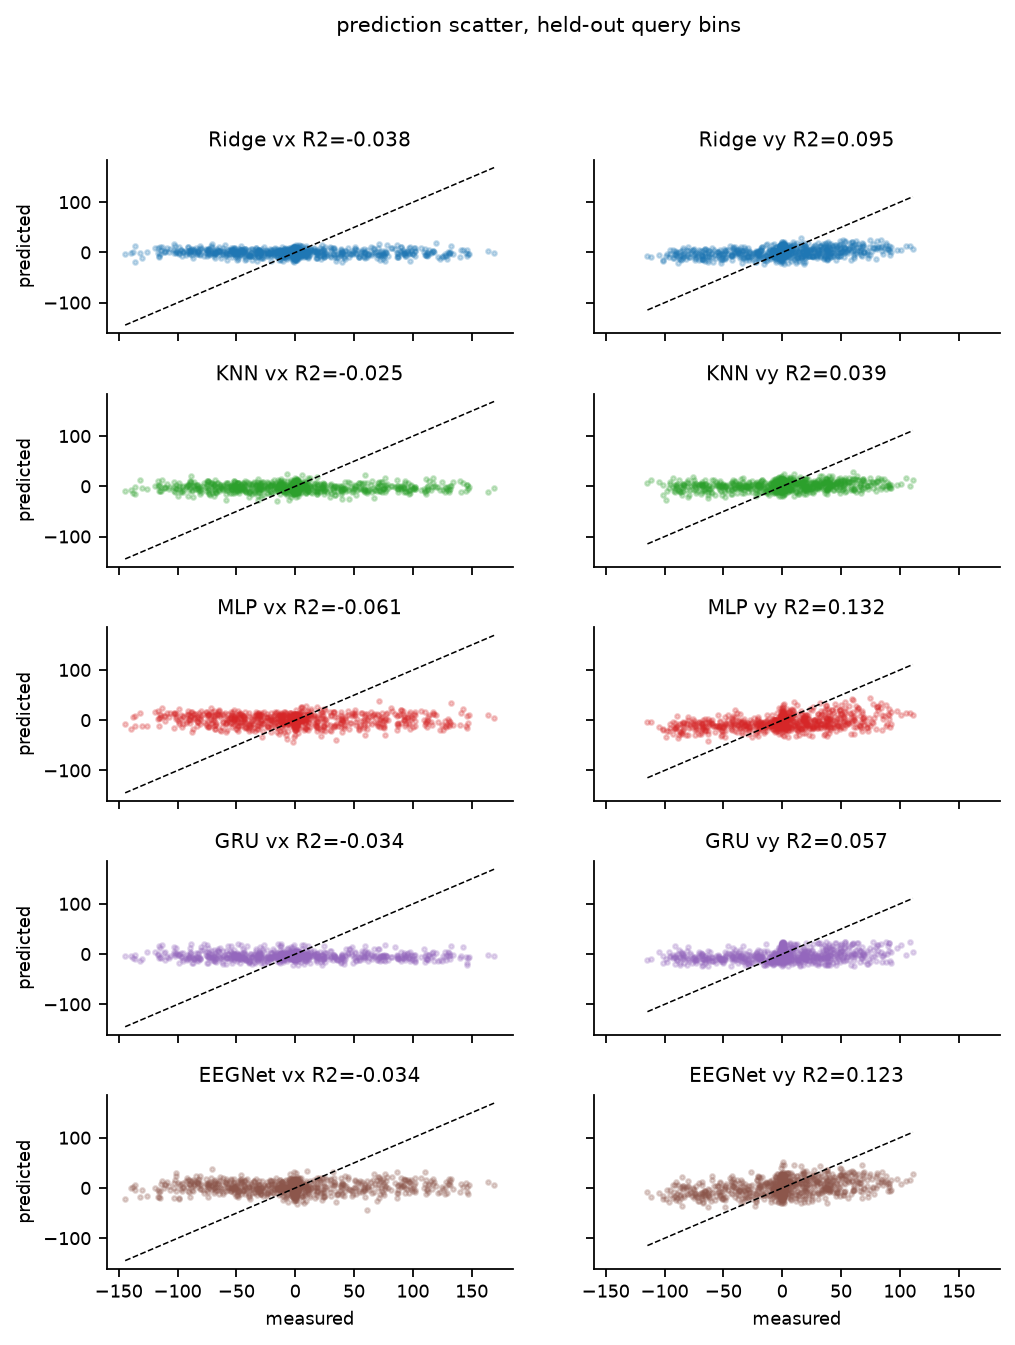 prediction scatter, held-out query bins
Ridge vx R2=-0.038
Ridge vy R2=0.095
predicted
100
0
−100
KNN vx R2=-0.025
KNN vy R2=0.039
predicted
100
0
−100
MLP vx R2=-0.061
MLP vy R2=0.132
predicted
100
0
−100
GRU vx R2=-0.034
GRU vy R2=0.057
predicted
100
0
−100
EEGNet vx R2=-0.034
EEGNet vy R2=0.123
predicted
100
0
−100
−150 −100 −50 0 50 100 150
−150 −100 −50 0 50 100 150
measured
measured